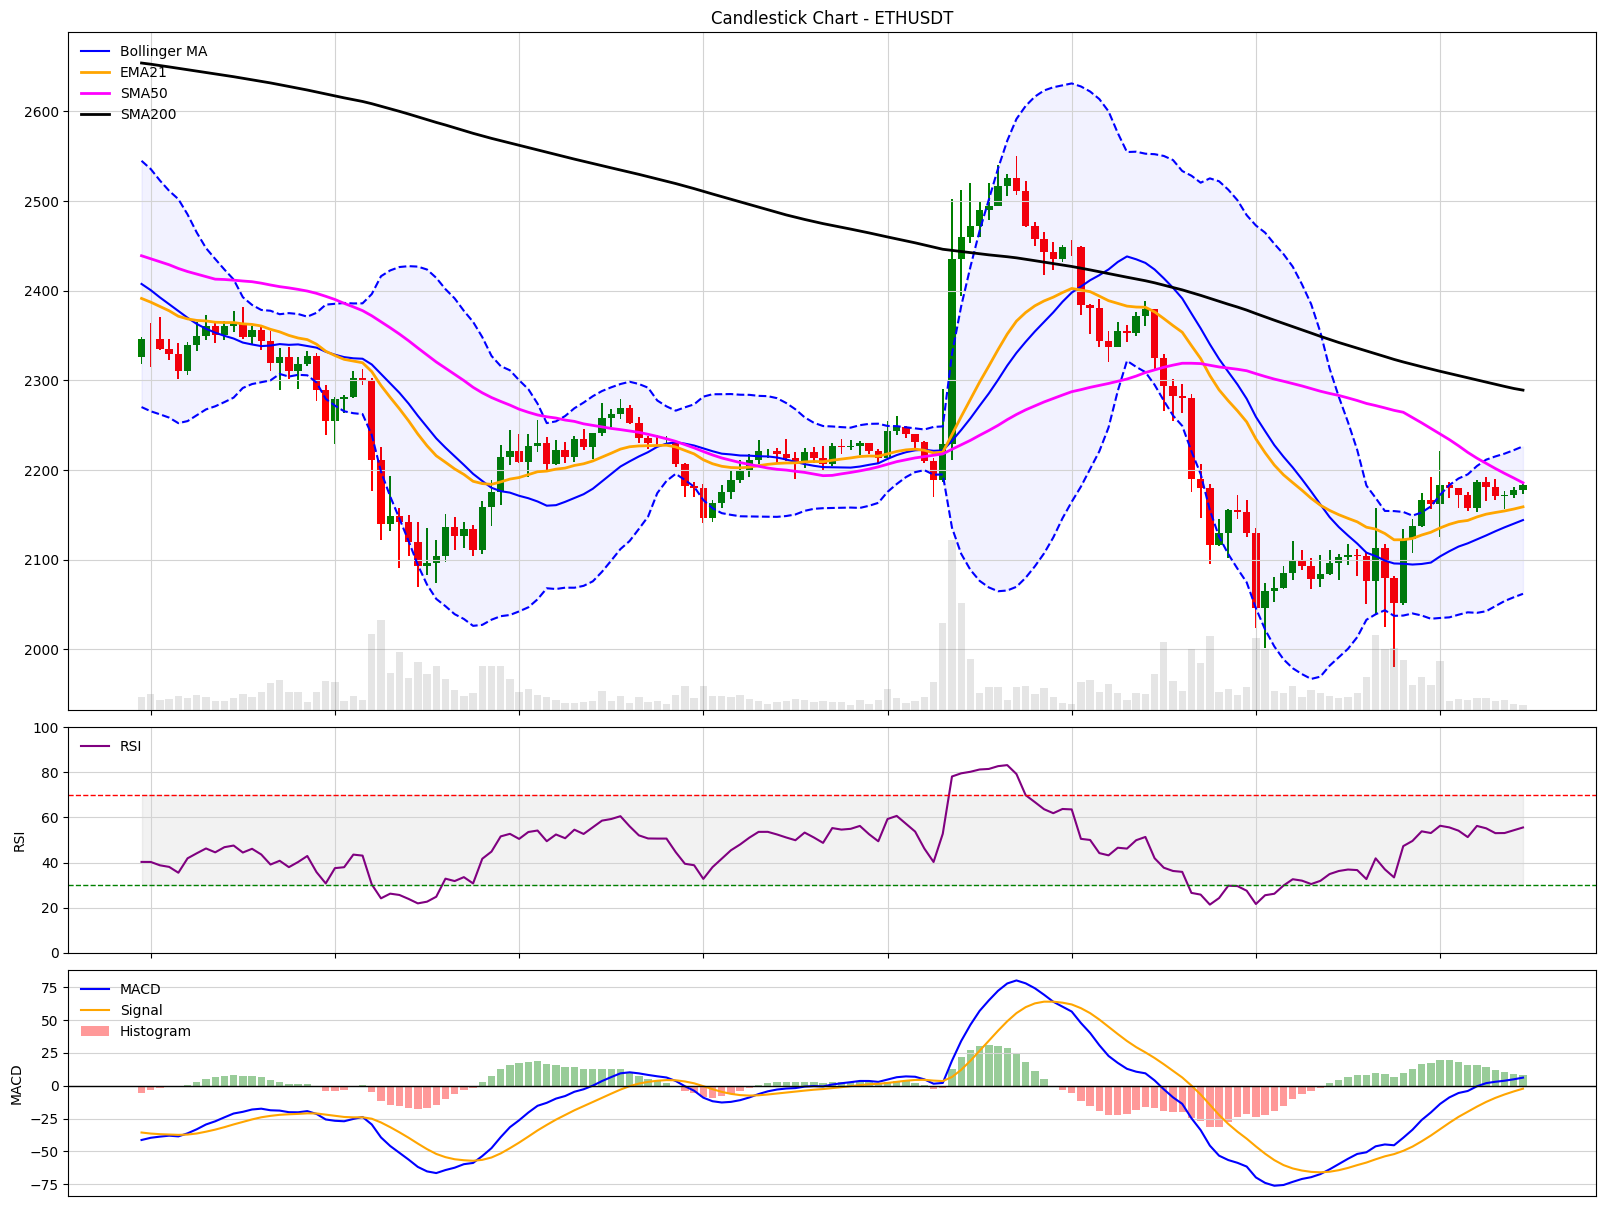 Candlestick Chart - ETHUSDT
Bollinger MA
EMA21
SMA50
SMA200
2600
2500
2400
2300
2200
2100
2000
RSI
100
80
60
40
20
0
RSI
MACD
Signal
Histogram
75
50
25
0
−25
−50
−75
MACD